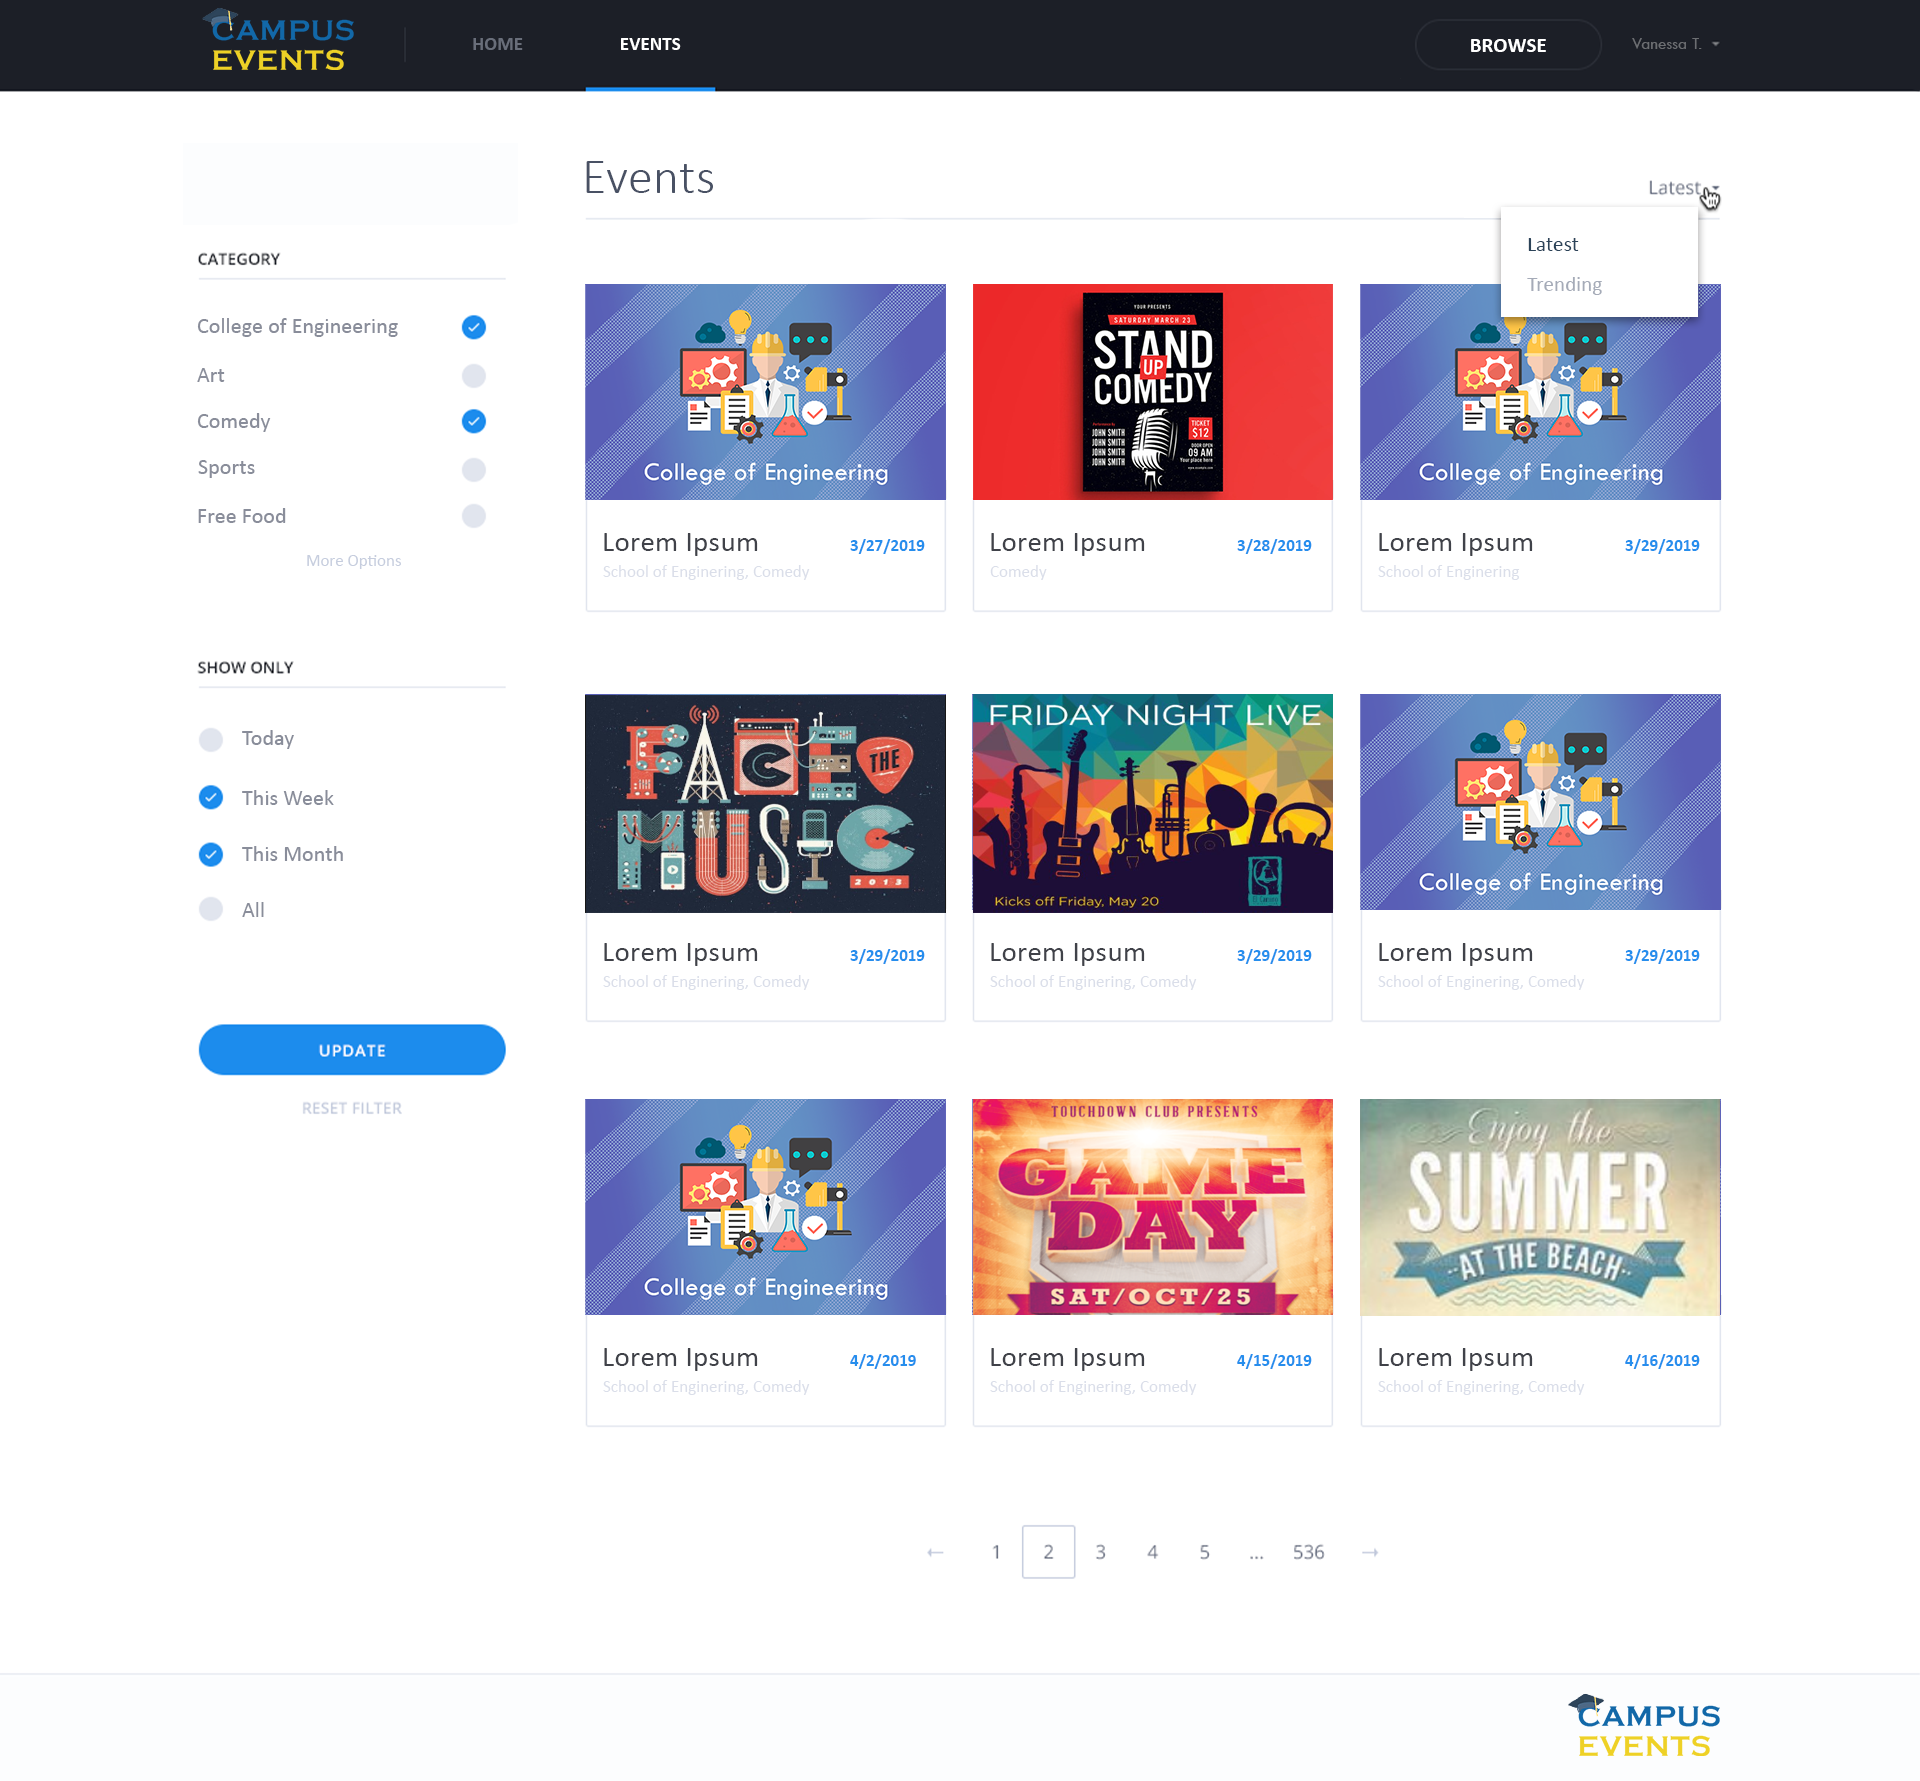 CAMPUS
EVENTS
HOME
EVENTS
BROWSE
Vanessa T.
Events
Latest
Latest
Trending
CATEGORY
College of Engineering
Art
Comedy
Sports
Free Food
More Options
SHOW ONLY
Today
This Week
This Month
All
UPDATE
RESET FILTER
College of Engineering
Lorem Ipsum
3/27/2019
School of Enginering, Comedy
YOUR PRESENTS
SATURDAY MARCH 23
STAND
UP
COMEDY
JOHN SMITH
JOHN SMITH
JOHN SMITH
JOHN SMITH
TICKET
$12
DOOR OPEN
09 AM
Your place here
Lorem Ipsum
3/28/2019
Comedy
College of Engineering
Lorem Ipsum
3/29/2019
School of Enginering
FACE THE
MUSIC
2013
Lorem Ipsum
3/29/2019
School of Enginering, Comedy
FRIDAY NIGHT LIVE
Kicks off Friday, May 20
Lorem Ipsum
3/29/2019
School of Enginering, Comedy
College of Engineering
Lorem Ipsum
3/29/2019
School of Enginering, Comedy
College of Engineering
Lorem Ipsum
4/2/2019
School of Enginering, Comedy
TOUCHDOWN CLUB PRESENTS
GAME
DAY
SAT/OCT/25
Lorem Ipsum
4/15/2019
School of Enginering, Comedy
Enjoy the
SUMMER
AT THE BEACH
Lorem Ipsum
4/16/2019
School of Enginering, Comedy
← 1 2 3 4 5 ... 536 →
CAMPUS
EVENTS